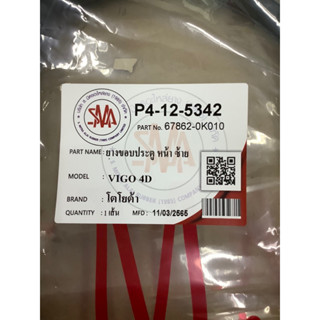 SNA
P4-12-5342
PART No. 67862-0K010
PART NAME: ยางขอบประตู หน้า ซ้าย
MODEL : VIGO 4D
BRAND : โตโยต้า
QUANTITY : 1 เส้น MFD : 11/03/2565